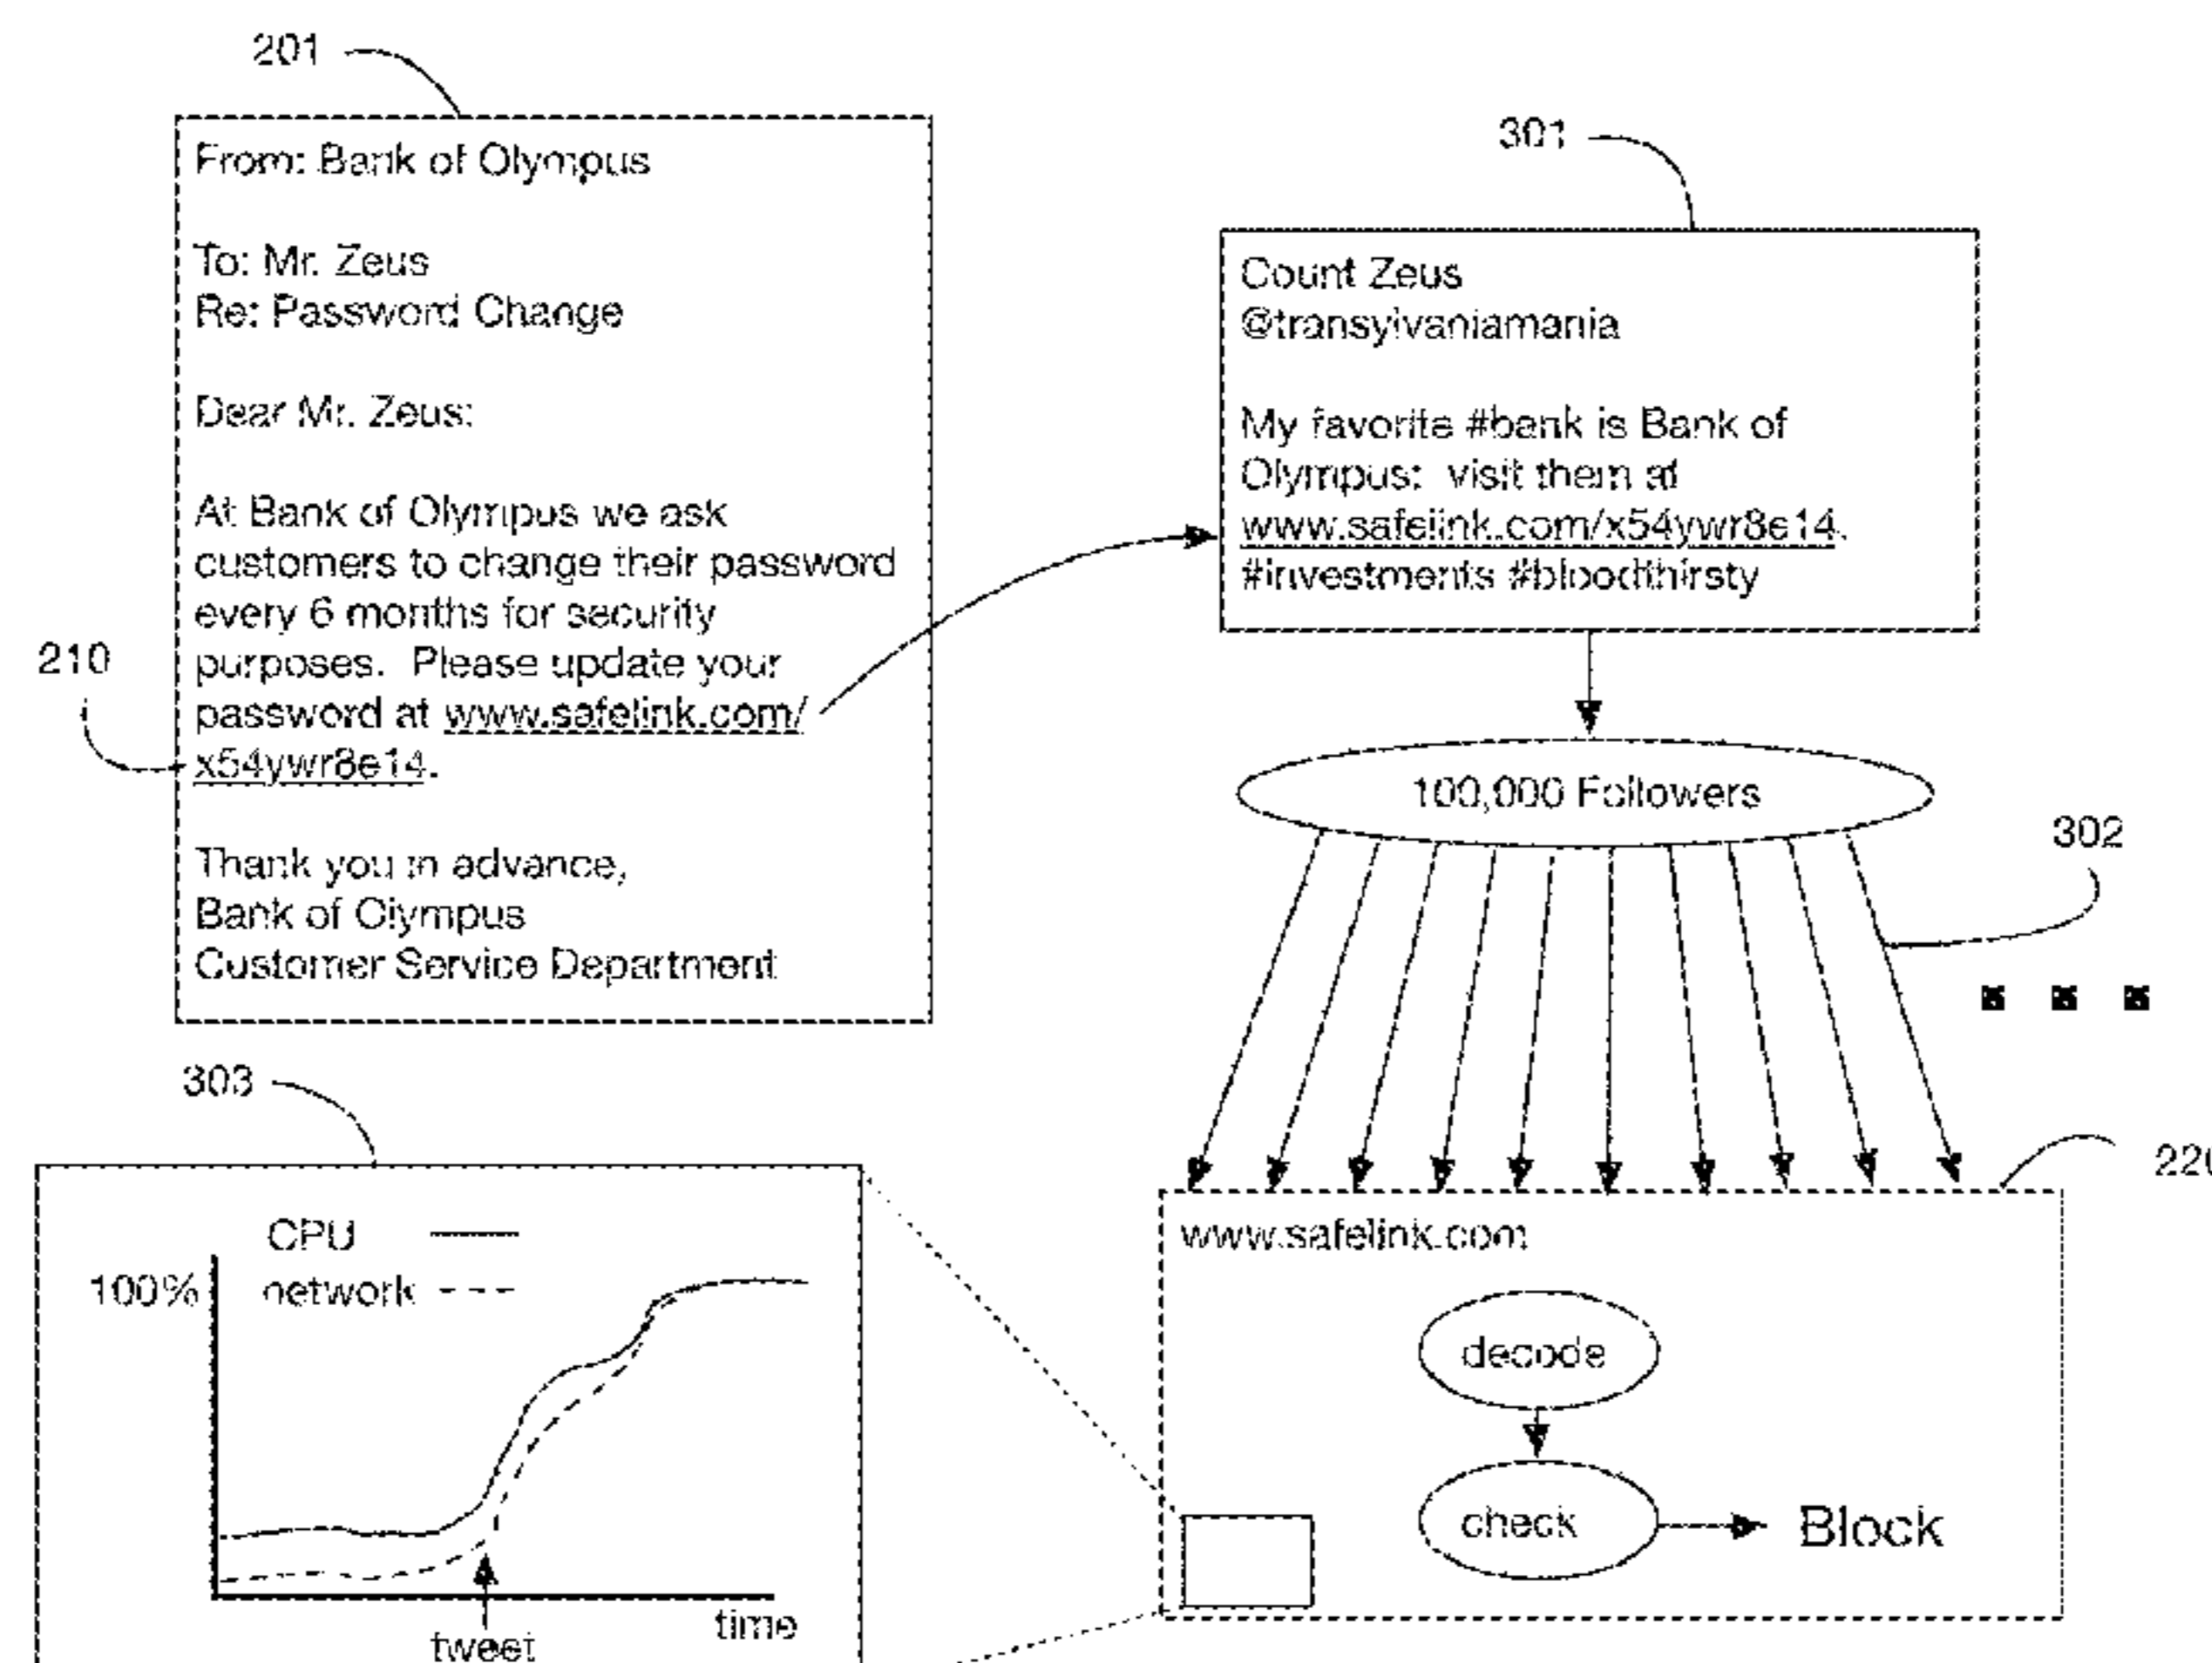 201
From: Bank of Olympus
To: Mr. Zeus
Re: Password Change
Dear Mr. Zeus:
At Bank of Olympus we ask
customers to change their password
every 6 months for security
purposes. Please update your
password at www.safelink.com/
x54ywr8e14.
Thank you in advance,
Bank of Olympus
Customer Service Department
210
301
Count Zeus
@transylvaniamania
My favorite #bank is Bank of
Olympus: visit them at
www.safelink.com/x54ywr8e14.
#investments #bloodthirsty
100,000 Followers
302
303
CPU
100%
network
time
tweet
220
www.safelink.com
decode
check
Block